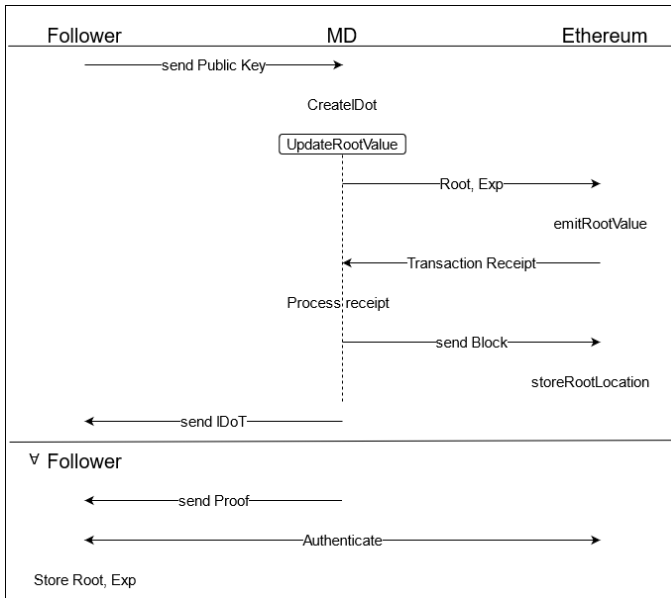 Follower MD Ethereum
send Public Key
CreateIDot
UpdateRootValue
Root, Exp
emitRootValue
Transaction Receipt
Process receipt
send Block
storeRootLocation
send IDoT
∀ Follower
send Proof
Authenticate
Store Root, Exp